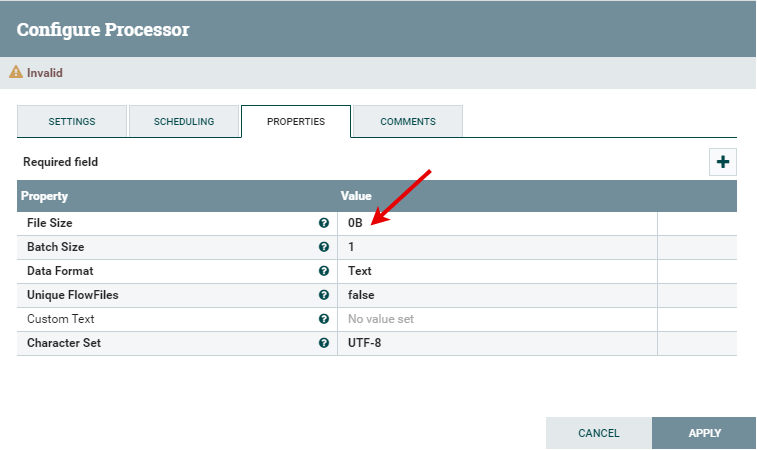 Configure Processor
Invalid
SETTINGS SCHEDULING PROPERTIES COMMENTS
Required field
Property Value
File Size 0B
Batch Size 1
Data Format Text
Unique FlowFiles false
Custom Text No value set
Character Set UTF-8
CANCEL APPLY